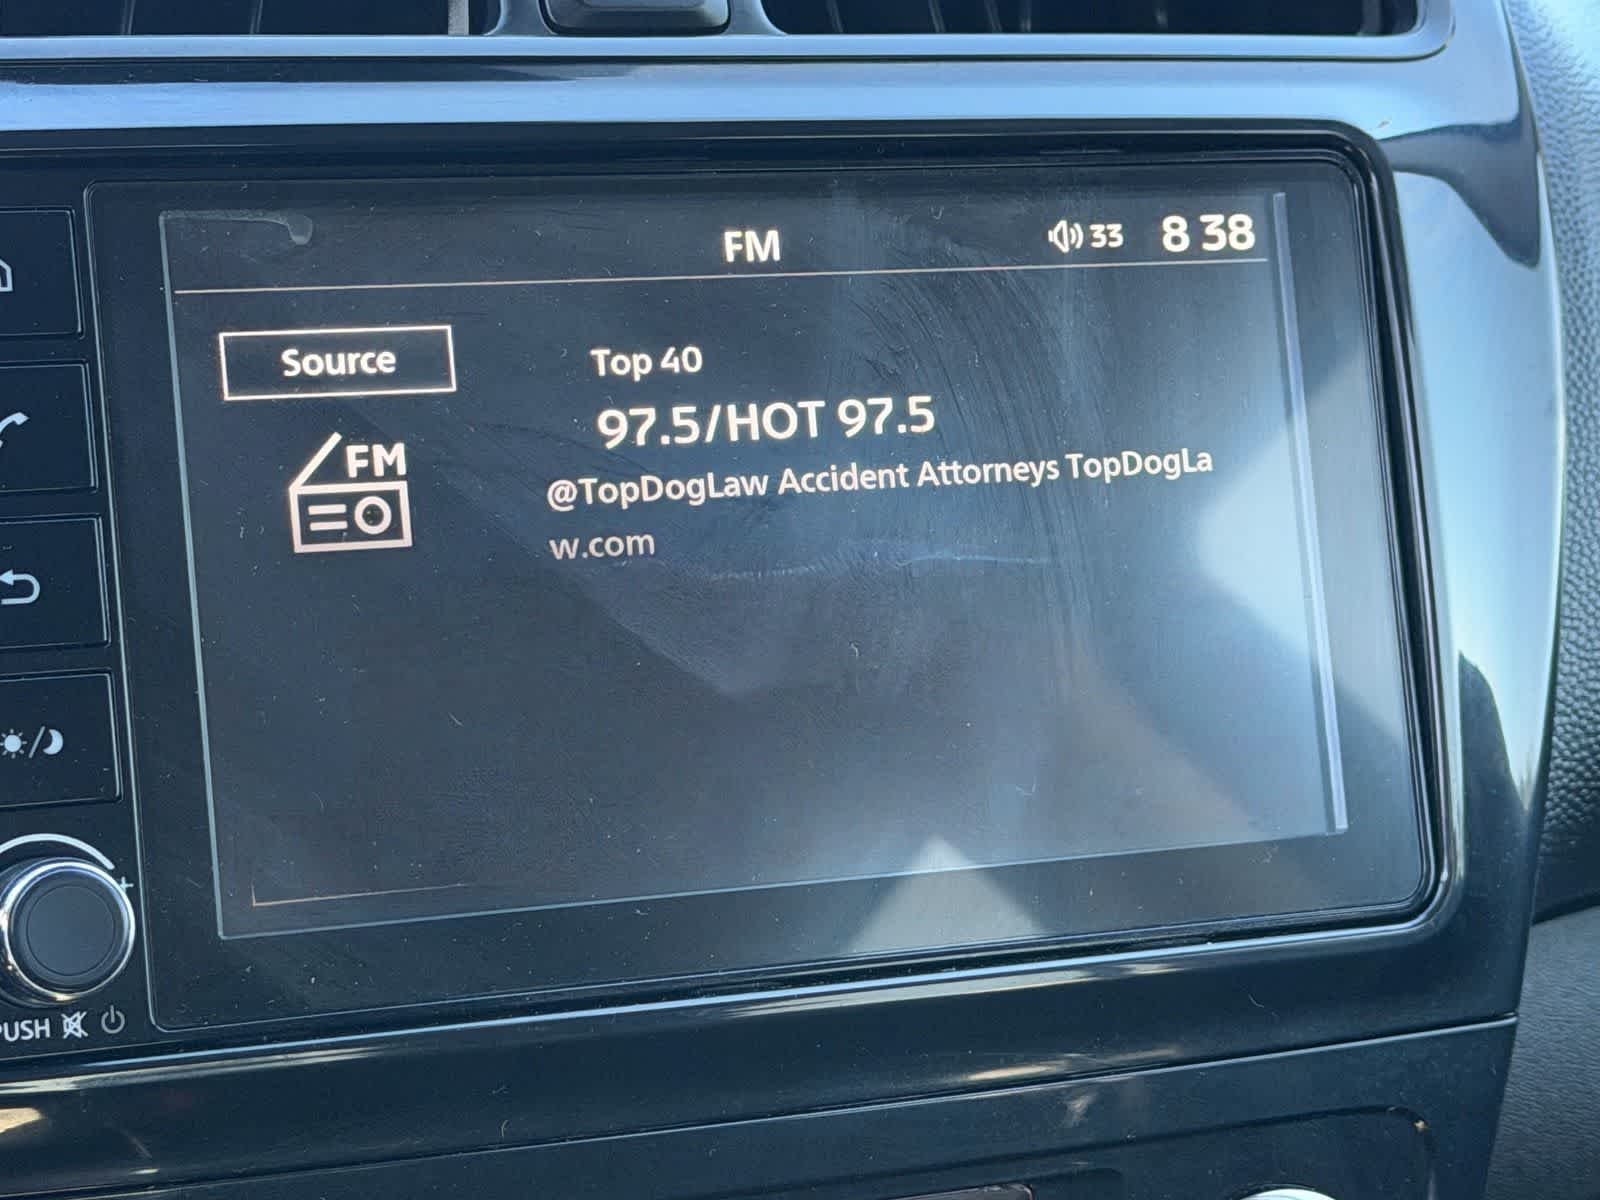 FM 33 8 38
Source
Top 40
97.5/HOT 97.5
@TopDogLaw Accident Attorneys TopDogLa
w.com
FM
+
PUSH